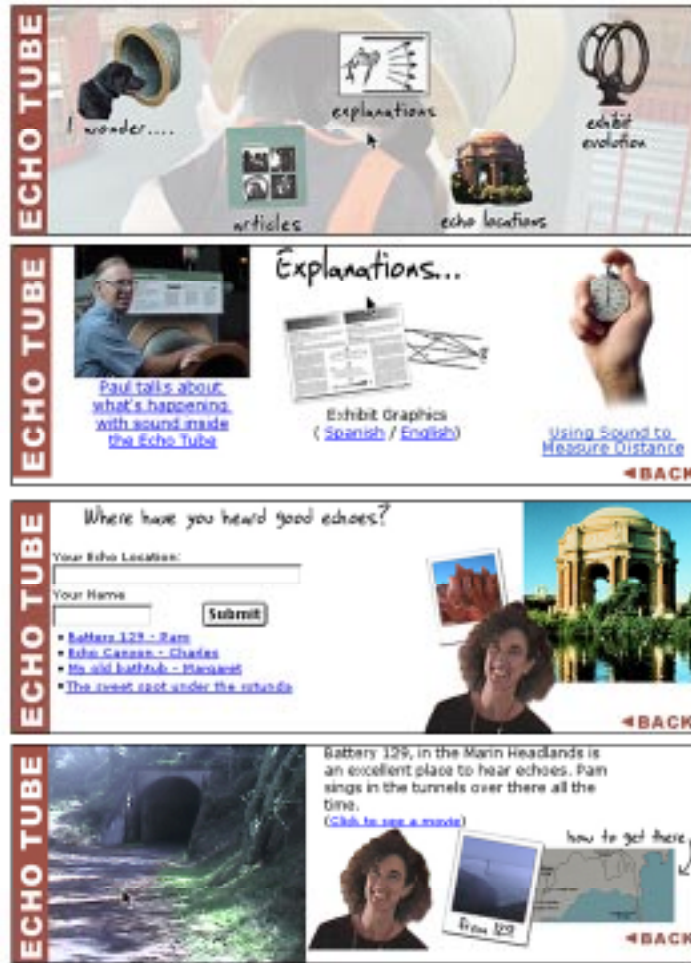 ECHO TUBE
I wonder....
explanations
exhibit
evolution
articles
echo locations
ECHO TUBE
Explanations...
Paul talks about
what's happening
with sound inside
the Echo Tube
Exhibit Graphics
( Spanish / English)
Using Sound to
Measure Distance
◄BACK
ECHO TUBE
Where have you heard good echoes?
Your Echo Location:
Your Name
Submit
• Battery 129 - Pam
• Echo Canyon - Charles
• My old bathtub - Margaret
• The sweet spot under the rotunda
◄BACK
ECHO TUBE
Battery 129, in the Marin Headlands is
an excellent place to hear echoes. Pam
sings in the tunnels over there all the
time.
(Click to see a movie)
how to get there
from 129
◄BACK